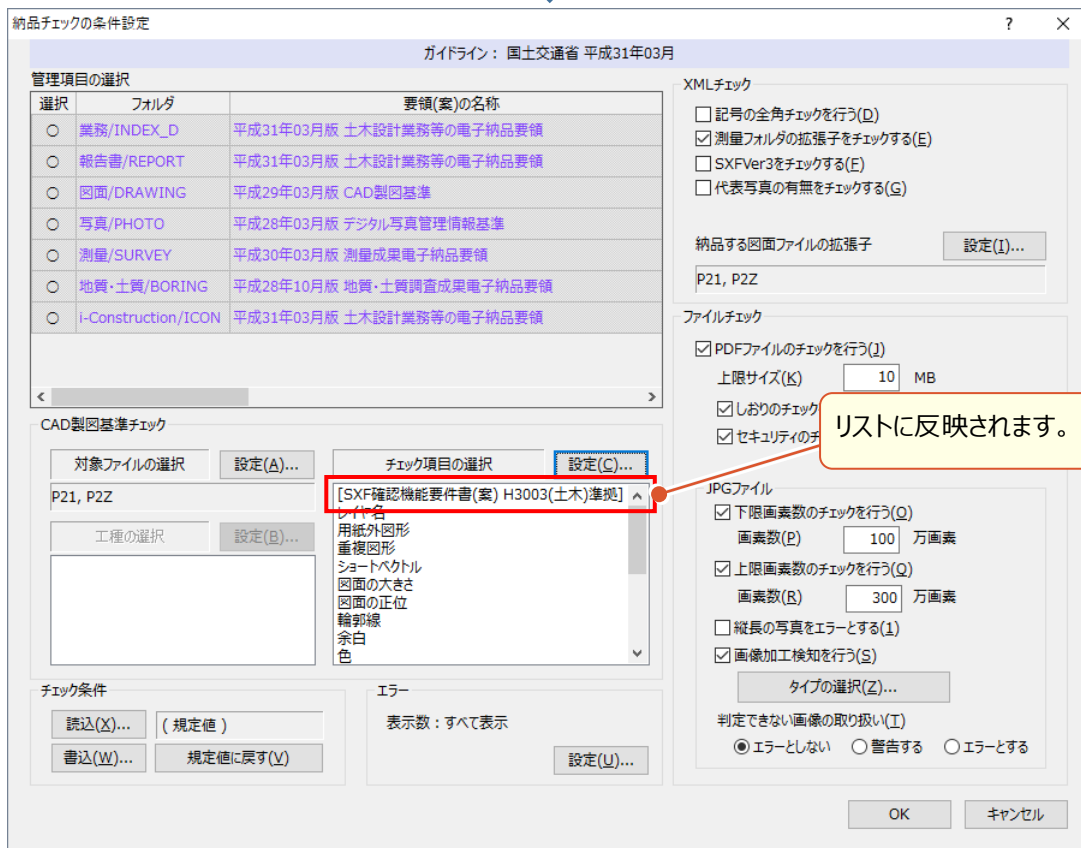 納品チェックの条件設定
? ×
ガイドライン： 国土交通省 平成31年03月
管理項目の選択
選択 フォルダ 要領(案)の名称
○ 業務/INDEX_D 平成31年03月版 土木設計業務等の電子納品要領
○ 報告書/REPORT 平成31年03月版 土木設計業務等の電子納品要領
○ 図面/DRAWING 平成29年03月版 CAD製図基準
○ 写真/PHOTO 平成28年03月版 デジタル写真管理情報基準
○ 測量/SURVEY 平成30年03月版 測量成果電子納品要領
○ 地質・土質/BORING 平成28年10月版 地質・土質調査成果電子納品要領
○ i-Construction/ICON 平成31年03月版 土木設計業務等の電子納品要領
CAD製図基準チェック
対象ファイルの選択 設定(A)...
P21, P2Z
工種の選択 設定(B)...
チェック項目の選択 設定(C)...
[SXF確認機能要件書(案) H3003(土木)準拠]
レイヤ名
用紙外図形
重複図形
ショートベクトル
図面の大きさ
図面の正位
輪郭線
余白
色
チェック条件
読込(X)... ( 規定値 )
書込(W)... 規定値に戻す(V)
エラー
表示数：すべて表示
設定(U)...
XMLチェック
記号の全角チェックを行う(D)
測量フォルダの拡張子をチェックする(E)
SXFVer3をチェックする(F)
代表写真の有無をチェックする(G)
納品する図面ファイルの拡張子 設定(I)...
P21, P2Z
ファイルチェック
PDFファイルのチェックを行う(J)
上限サイズ(K) 10 MB
しおりのチェック
セキュリティのチ
リストに反映されます。
JPGファイル
下限画素数のチェックを行う(O)
画素数(P) 100 万画素
上限画素数のチェックを行う(Q)
画素数(R) 300 万画素
縦長の写真をエラーとする(1)
画像加工検知を行う(S)
タイプの選択(Z)...
判定できない画像の取り扱い(T)
エラーとしない 警告する エラーとする
OK キャンセル